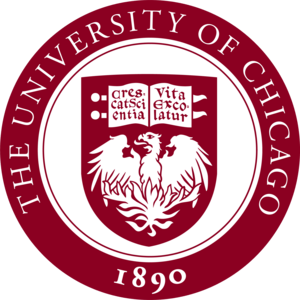 THE UNIVERSITY OF CHICAGO
Cres
catSci
entia
Vita
Exco-
latur
1890